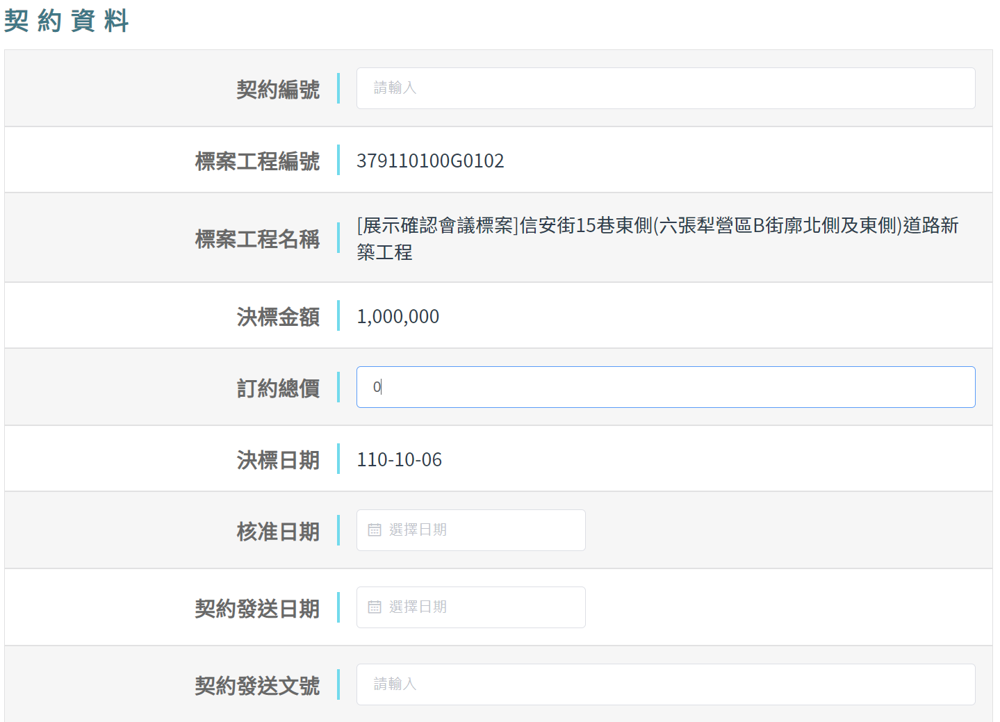 契約資料
契約編號 請輸入
標案工程編號 379110100G0102
標案工程名稱 [展示確認會議標案]信安街15巷東側(六張犁營區B街廓北側及東側)道路新
築工程
決標金額 1,000,000
訂約總價 0
決標日期 110-10-06
核准日期 選擇日期
契約發送日期 選擇日期
契約發送文號 請輸入